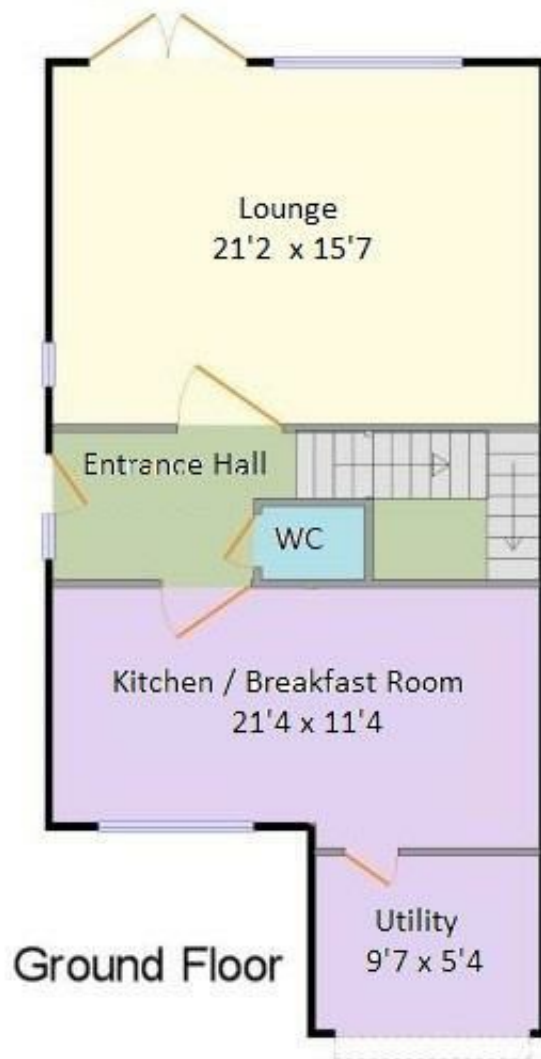 Lounge
21'2 x 15'7
Entrance Hall
WC
Kitchen / Breakfast Room
21'4 x 11'4
Utility
9'7 x 5'4
Ground Floor